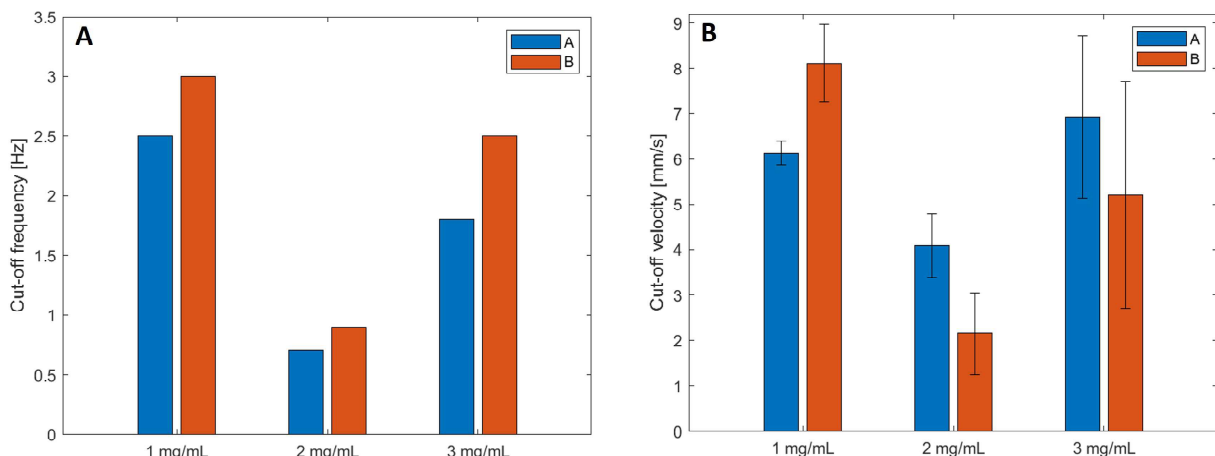 A
Cut-off frequency [Hz]
3.5
3
2.5
2
1.5
1
0.5
0
1 mg/mL 2 mg/mL 3 mg/mL
A
B
B
Cut-off velocity [mm/s]
9
8
7
6
5
4
3
2
1
0
1 mg/mL 2 mg/mL 3 mg/mL
A
B